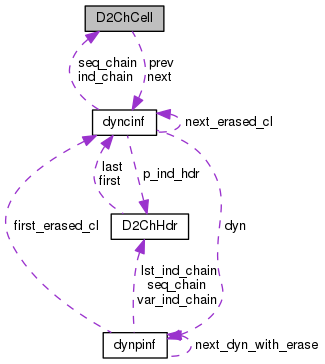 D2ChCell
seq_chain
ind_chain
prev
next
dyncinf
next_erased_cl
last
first
p_ind_hdr
first_erased_cl
D2ChHdr
dyn
lst_ind_chain
seq_chain
var_ind_chain
dynpinf
next_dyn_with_erase